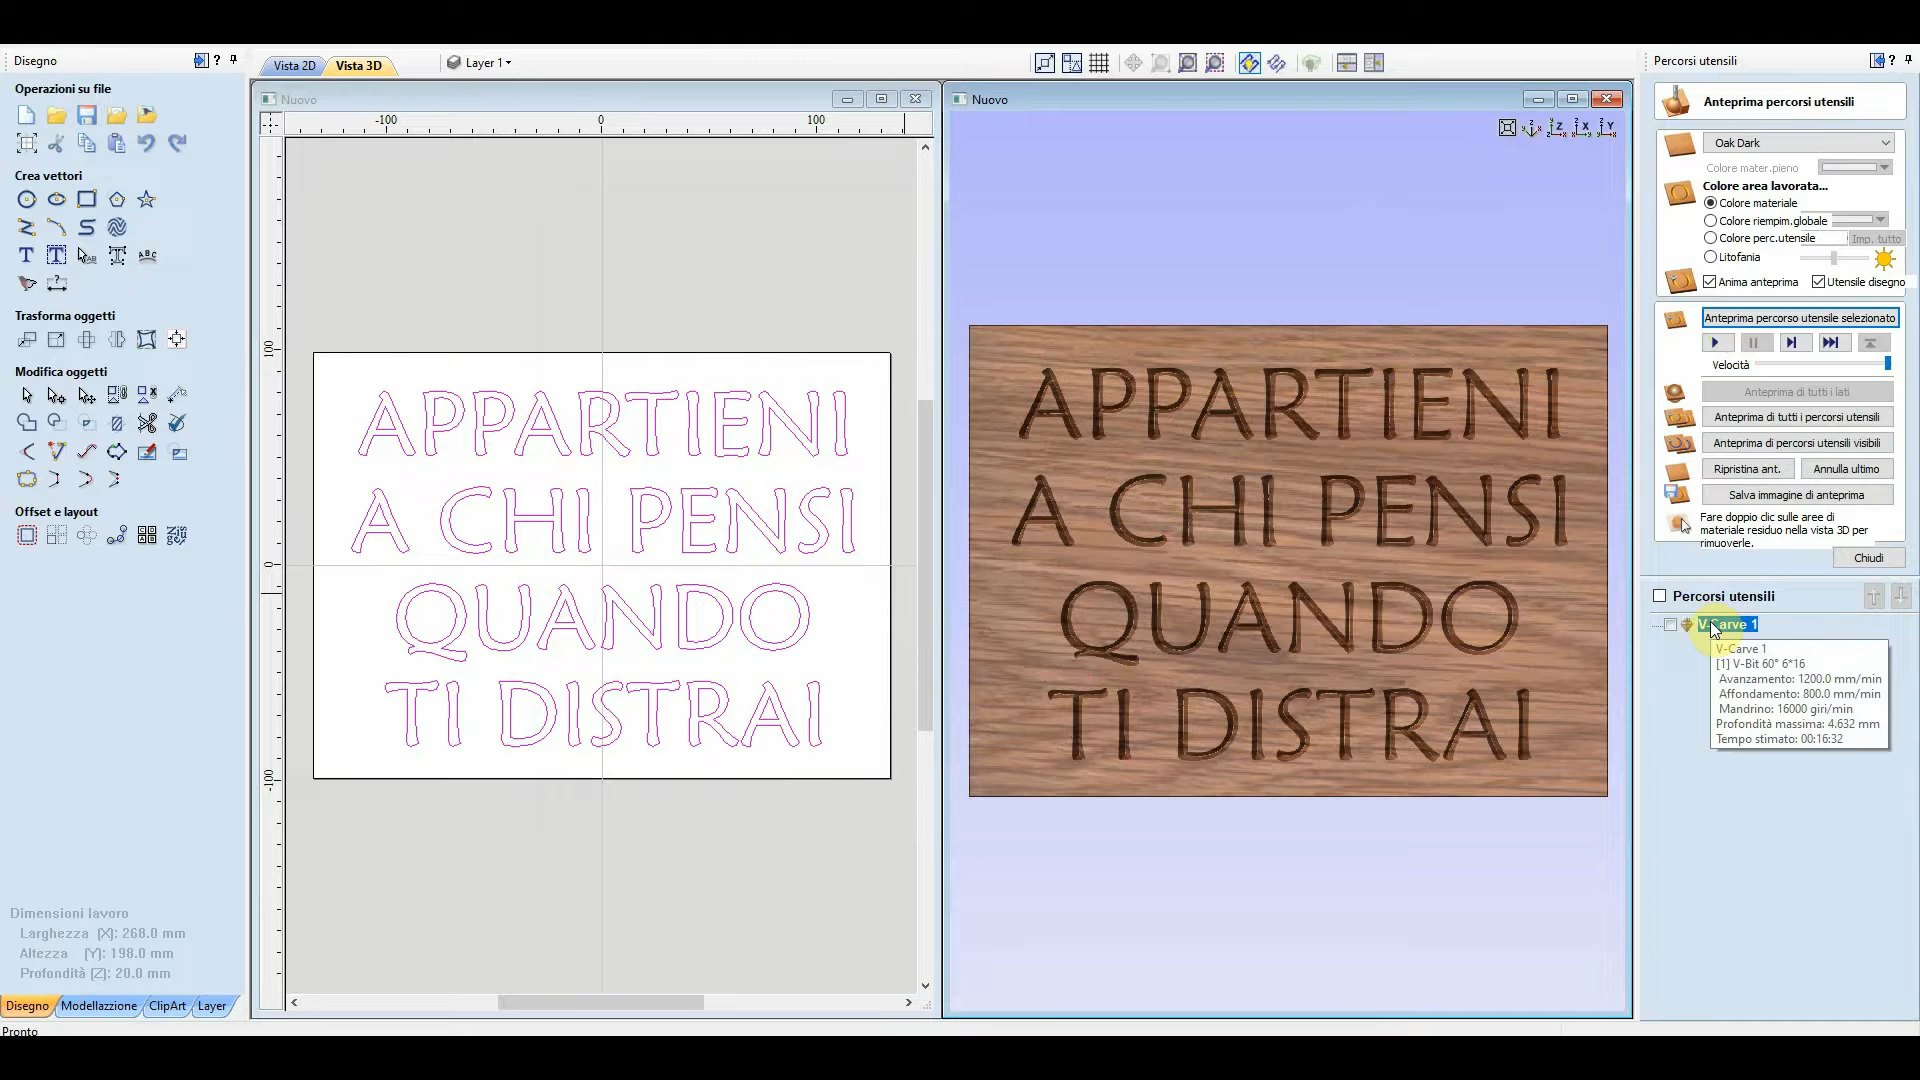 Disegno
?
Operazioni su file
Crea vettori
Trasforma oggetti
Modifica oggetti
Offset e layout
Dimensioni lavoro
Larghezza (X): 268.0 mm
Altezza (Y): 198.0 mm
Profondità (Z): 20.0 mm
Disegno Modellazzione ClipArt Layer
Pronto
Vista 2D Vista 3D
Layer 1
Nuovo
-100 0 100
100
0
-100
APPARTIENI
A CHI PENSI
QUANDO
TI DISTRAI
Nuovo
APPARTIENI
A CHI PENSI
QUANDO
TI DISTRAI
Percorsi utensili
?
Anteprima percorsi utensili
Oak Dark
Colore mater.pieno
Colore area lavorata...
Colore materiale
Colore riempim.globale
Colore perc.utensile Imp. tutto
Litofania
Anima anteprima Utensile disegno
Anteprima percorso utensile selezionato
Velocità
Anteprima di tutti i lati
Anteprima di tutti i percorsi utensili
Anteprima di percorsi utensili visibili
Ripristina ant. Annulla ultimo
Salva immagine di anteprima
Fare doppio clic sulle aree di
materiale residuo nella vista 3D per
rimuoverle.
Chiudi
Percorsi utensili
V-Carve 1
V-Carve 1
[1] V-Bit 60° 6*16
Avanzamento: 1200.0 mm/min
Affondamento: 800.0 mm/min
Mandrino: 16000 giri/min
Profondità massima: 4.632 mm
Tempo stimato: 00:16:32